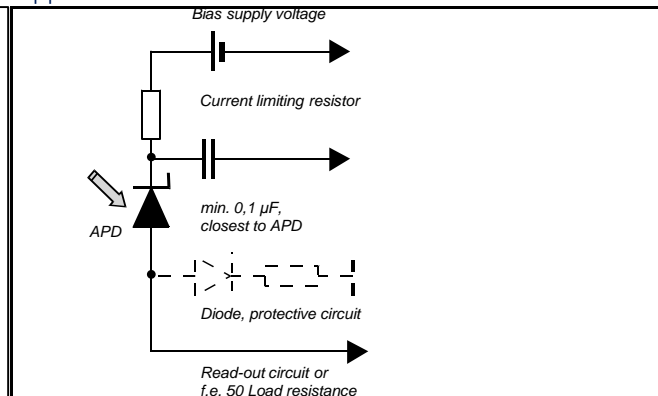 Bias supply voltage
Current limiting resistor
min. 0,1 µF,
closest to APD
APD
Diode, protective circuit
Read-out circuit or
f.e. 50 Load resistance